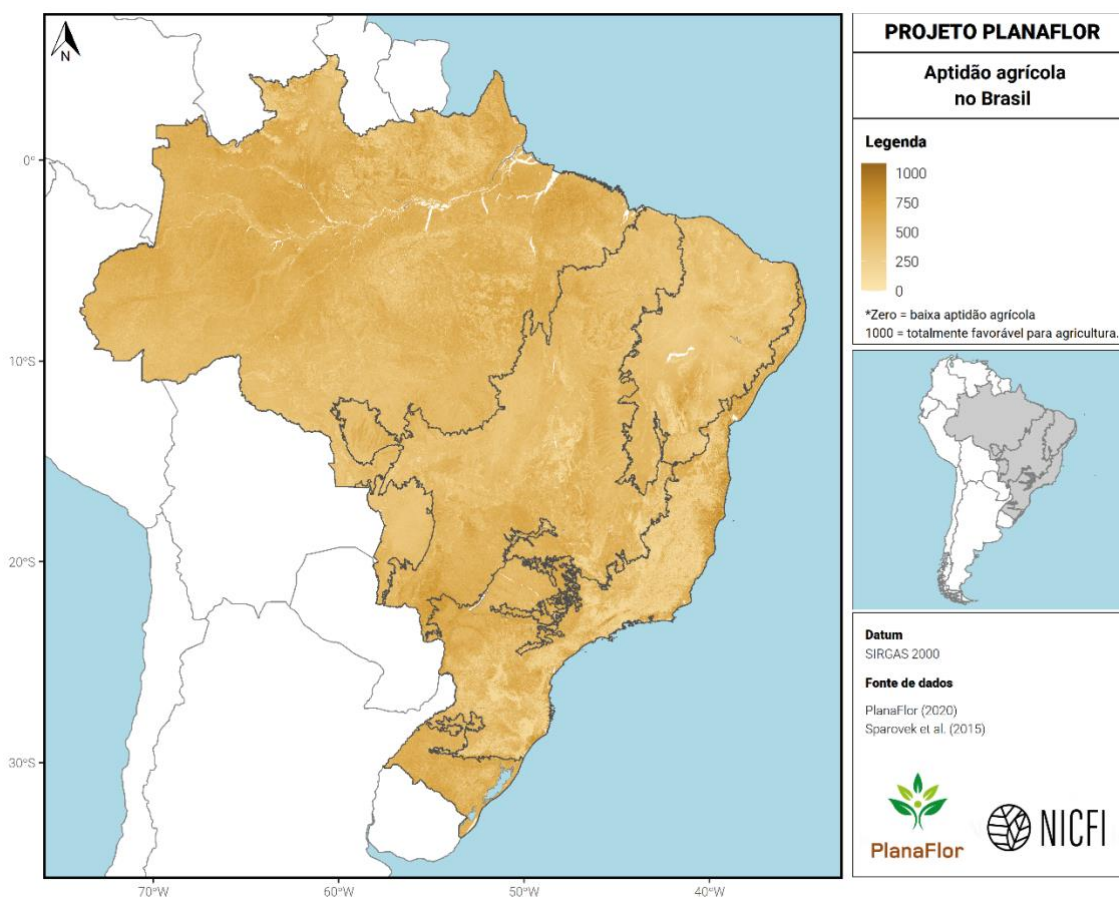 PROJETO PLANAFLOR
Aptidão agrícola
no Brasil
Legenda
1000
750
500
250
0
*Zero = baixa aptidão agrícola
1000 = totalmente favorável para agricultura.
N
0°
10°S
20°S
30°S
70°W
60°W
50°W
40°W
Datum
SIRGAS 2000
Fonte de dados
PlanaFlor (2020)
Sparovek et al. (2015)
PlanaFlor
NICFI